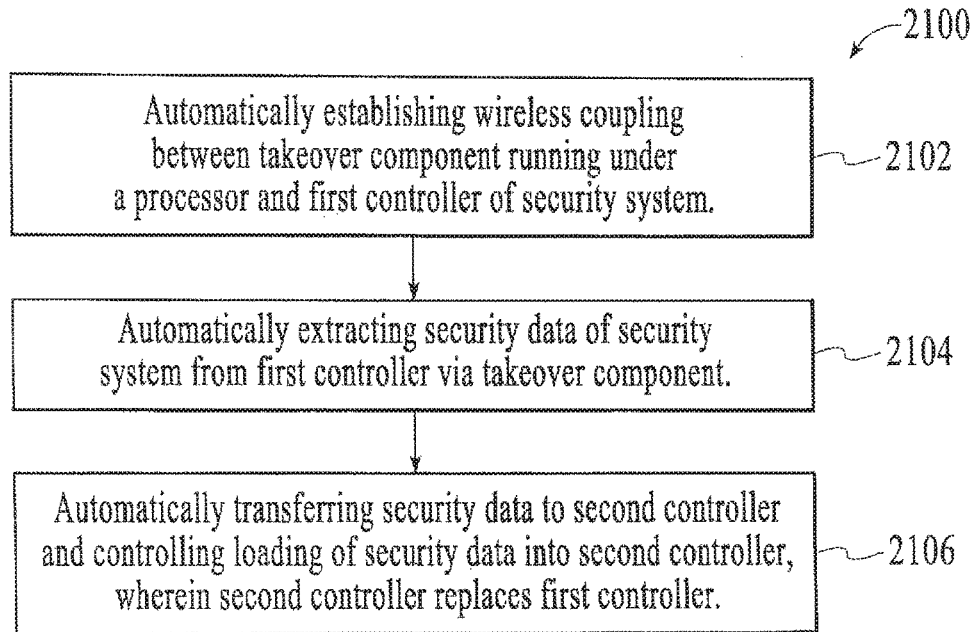 2100
Automatically establishing wireless coupling
between takeover component running under
a processor and first controller of security system.
2102
Automatically extracting security data of security
system from first controller via takeover component.
2104
Automatically transferring security data to second controller
and controlling loading of security data into second controller,
wherein second controller replaces first controller.
2106